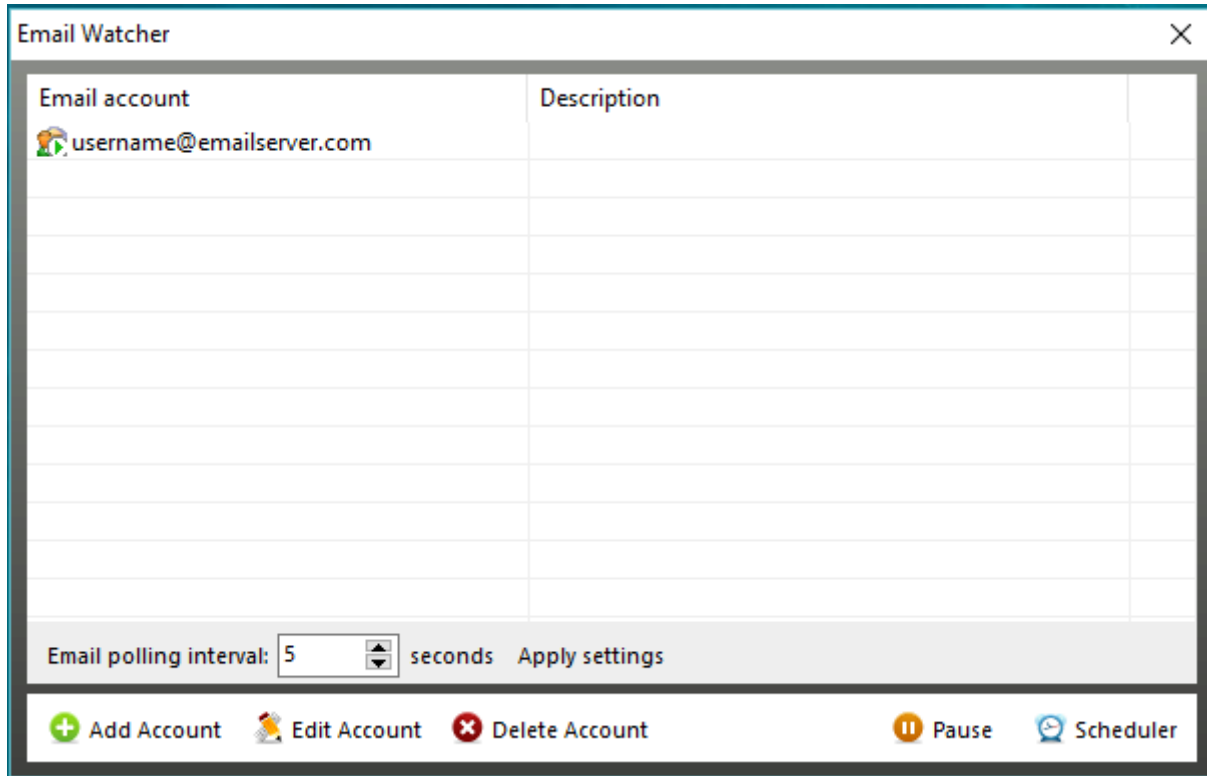 Email Watcher
Email account Description
username@emailserver.com
Email polling interval: 5 seconds Apply settings
Add Account Edit Account Delete Account Pause Scheduler